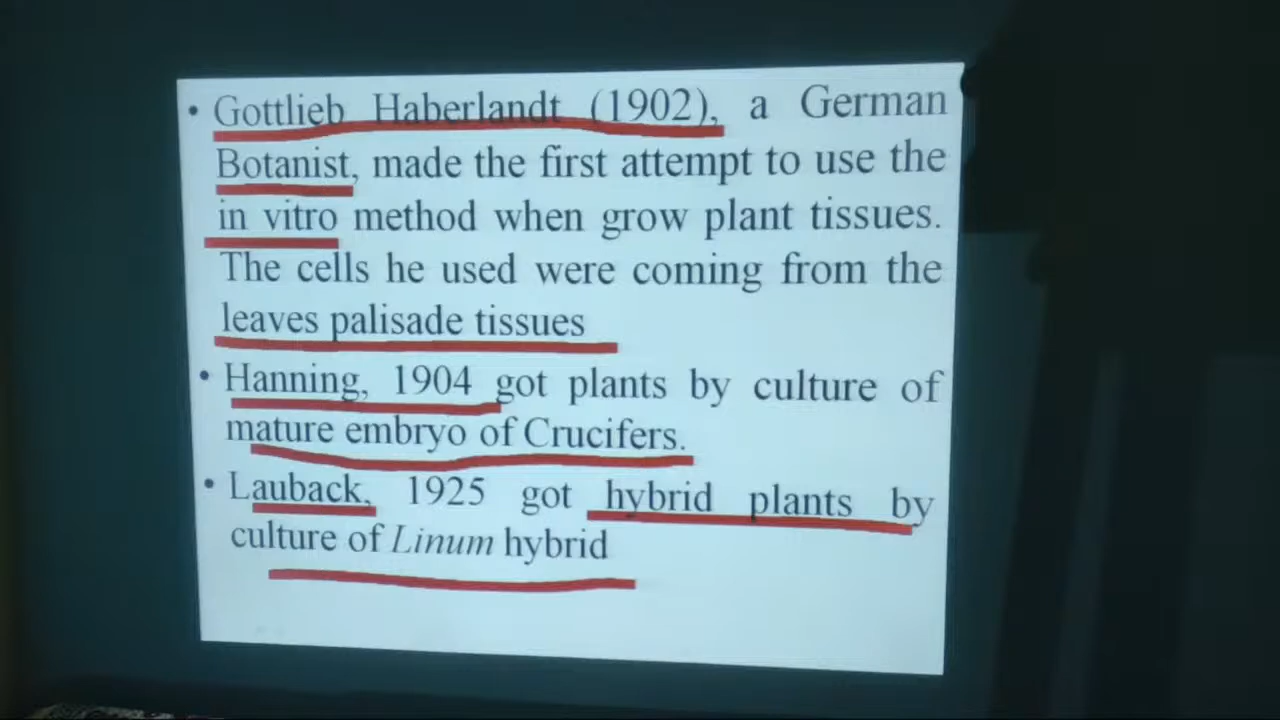 • Gottlieb Haberlandt (1902), a German
Botanist, made the first attempt to use the
in vitro method when grow plant tissues.
The cells he used were coming from the
leaves palisade tissues
• Hanning, 1904 got plants by culture of
mature embryo of Crucifers.
• Lauback, 1925 got hybrid plants by
culture of Linum hybrid